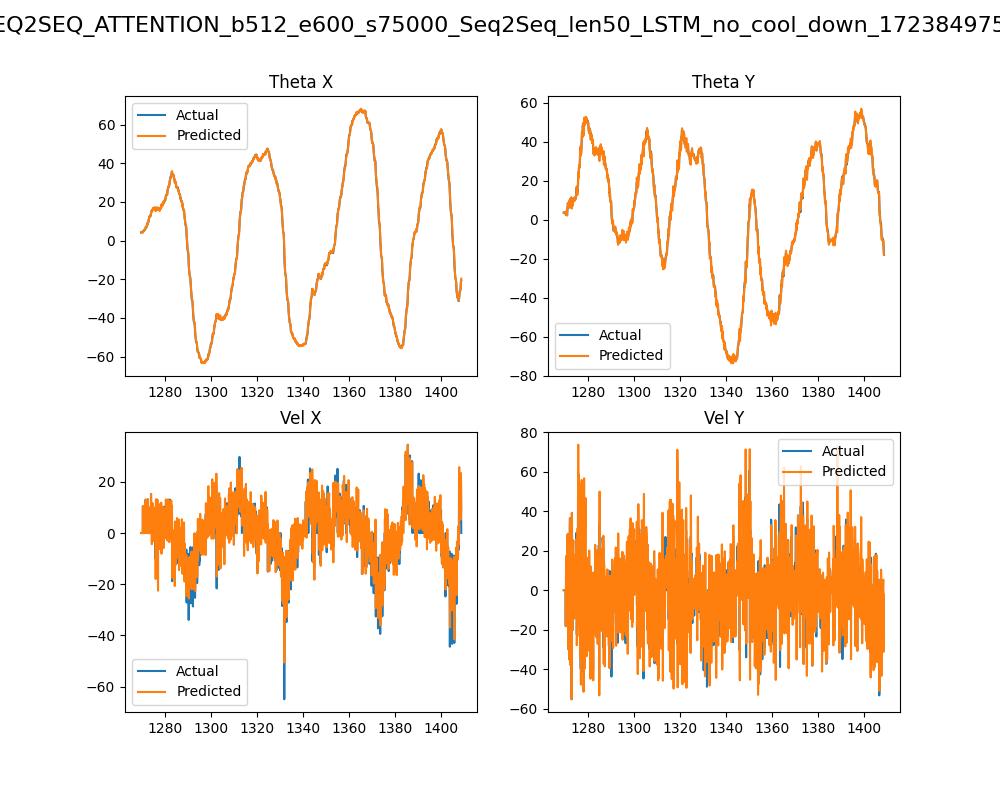 EQ2SEQ_ATTENTION_b512_e600_s75000_Seq2Seq_len50_LSTM_no_cool_down_172384975
Theta X
60
40
20
0
−20
−40
−60
1280 1300 1320 1340 1360 1380 1400
Actual
Predicted
Theta Y
60
40
20
0
−20
−40
−60
−80
1280 1300 1320 1340 1360 1380 1400
Actual
Predicted
Vel X
20
0
−20
−40
−60
1280 1300 1320 1340 1360 1380 1400
Actual
Predicted
Vel Y
80
60
40
20
0
−20
−40
−60
1280 1300 1320 1340 1360 1380 1400
Actual
Predicted